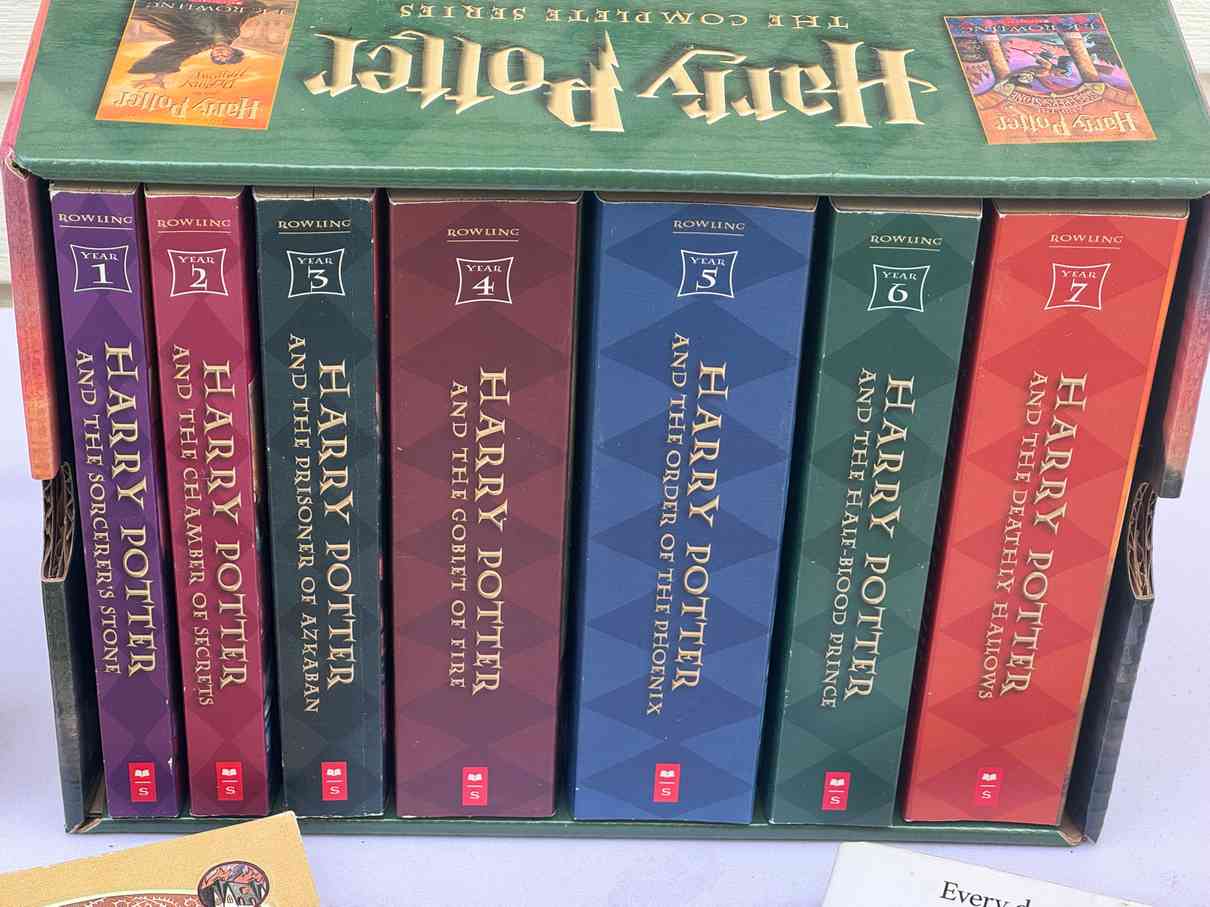 THE COMPLETE SERIES
Harry Potter
J.K. ROWLING
Harry Potter
J.K. ROWLING
Harry Potter
ROWLING
YEAR
1
HARRY POTTER
AND THE SORCERER'S STONE
S
ROWLING
YEAR
2
HARRY POTTER
AND THE CHAMBER OF SECRETS
S
ROWLING
YEAR
3
HARRY POTTER
AND THE PRISONER OF AZKABAN
S
ROWLING
YEAR
4
HARRY POTTER
AND THE GOBLET OF FIRE
S
ROWLING
YEAR
5
HARRY POTTER
AND THE ORDER OF THE PHOENIX
S
ROWLING
YEAR
6
HARRY POTTER
AND THE HALF-BLOOD PRINCE
S
ROWLING
YEAR
7
HARRY POTTER
AND THE DEATHLY HALLOWS
S
Every